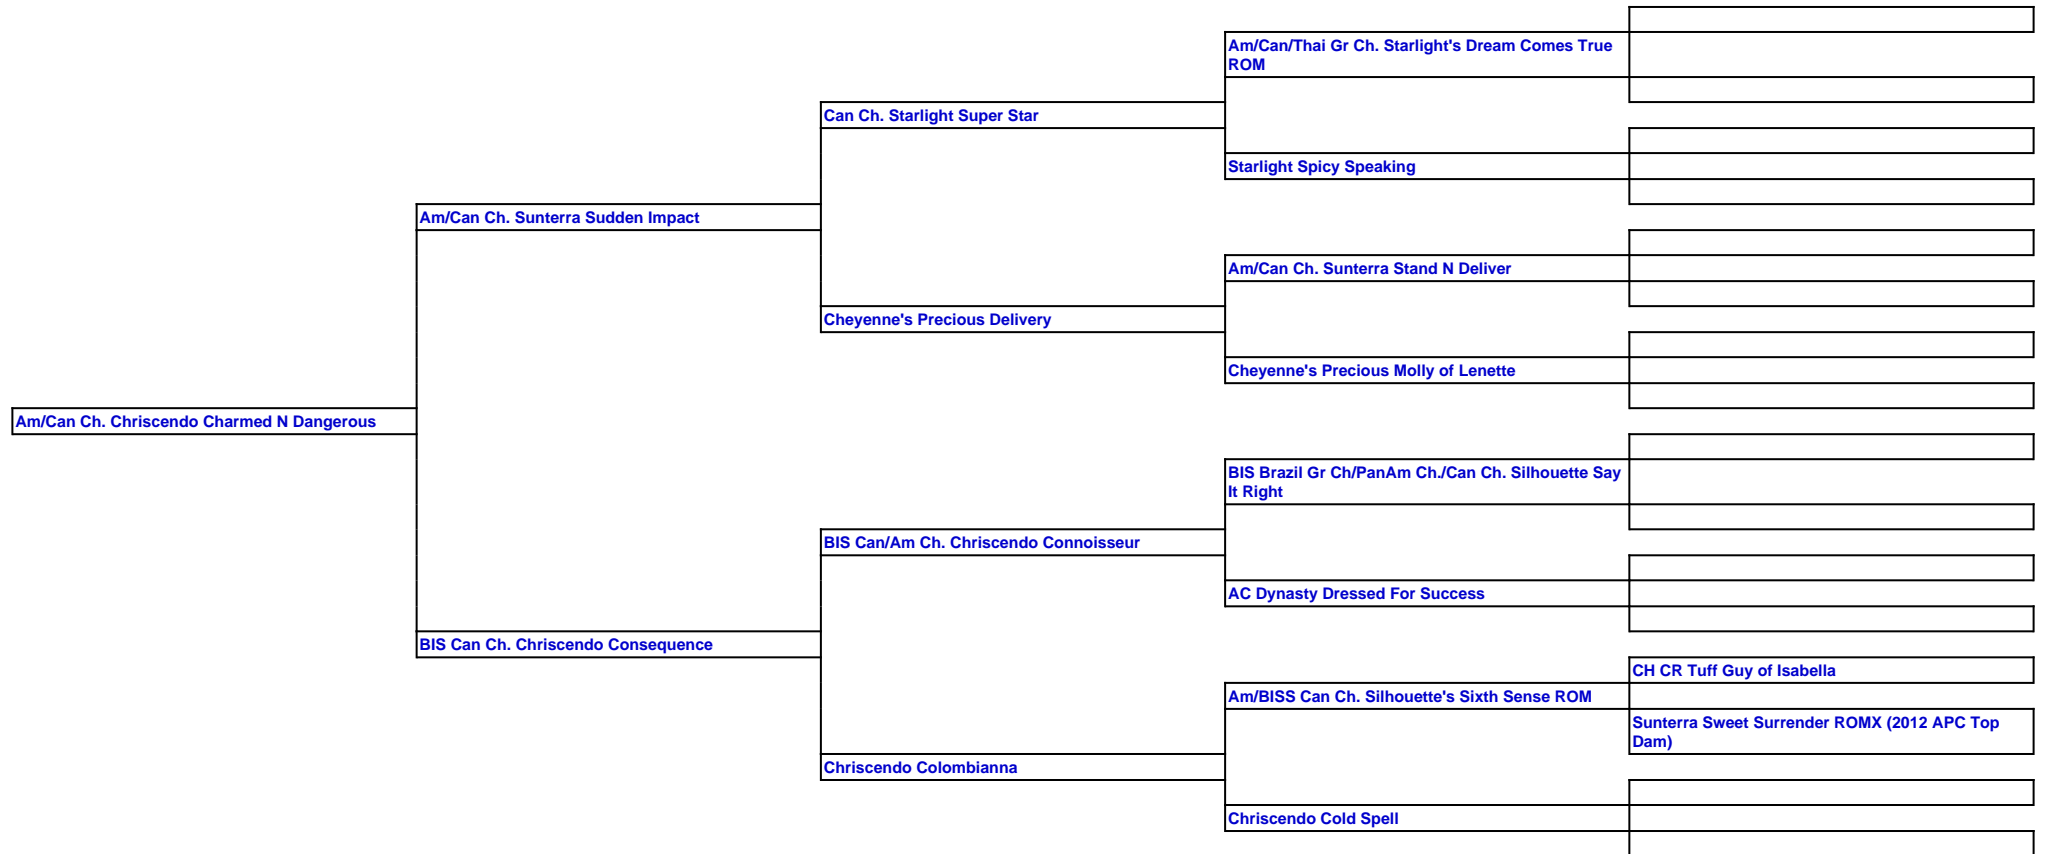 Am/Can/Thai Gr Ch. Starlight's Dream Comes True
ROM
Can Ch. Starlight Super Star
Starlight Spicy Speaking
Am/Can Ch. Sunterra Sudden Impact
Am/Can Ch. Sunterra Stand N Deliver
Cheyenne's Precious Delivery
Cheyenne's Precious Molly of Lenette
Am/Can Ch. Chriscendo Charmed N Dangerous
BIS Brazil Gr Ch/PanAm Ch./Can Ch. Silhouette Say
It Right
BIS Can/Am Ch. Chriscendo Connoisseur
AC Dynasty Dressed For Success
BIS Can Ch. Chriscendo Consequence
CH CR Tuff Guy of Isabella
Am/BISS Can Ch. Silhouette's Sixth Sense ROM
Sunterra Sweet Surrender ROMX (2012 APC Top
Dam)
Chriscendo Colombianna
Chriscendo Cold Spell